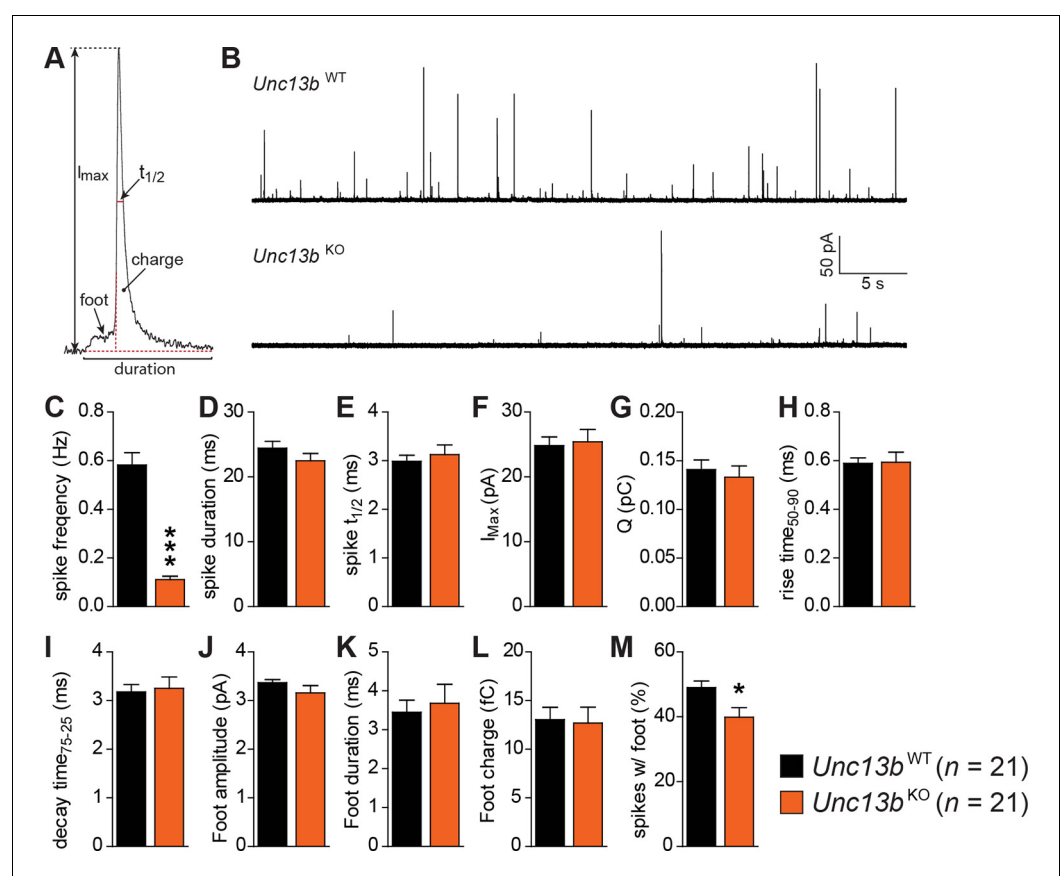 A
I max
t1/2
charge
foot
duration
B
Unc13b WT
Unc13b KO
50 pA
5 s
C
spike freqency (Hz)
0.8
0.6
0.4
0.2
0.0
***
D
spike duration (ms)
30
20
10
0
E
spike t1/2 (ms)
4
3
2
1
0
F
IMax (pA)
30
20
10
0
G
Q (pC)
0.20
0.15
0.10
0.05
0.00
H
rise time50-90 (ms)
0.8
0.6
0.4
0.2
0.0
I
decay time75-25 (ms)
4
3
2
1
0
J
Foot amplitude (pA)
4
3
2
1
0
K
Foot duration (ms)
5
4
3
2
1
0
L
Foot charge (fC)
20
15
10
5
0
M
spikes w/ foot (%)
60
40
20
0
*
Unc13b WT (n = 21)
Unc13b KO (n = 21)